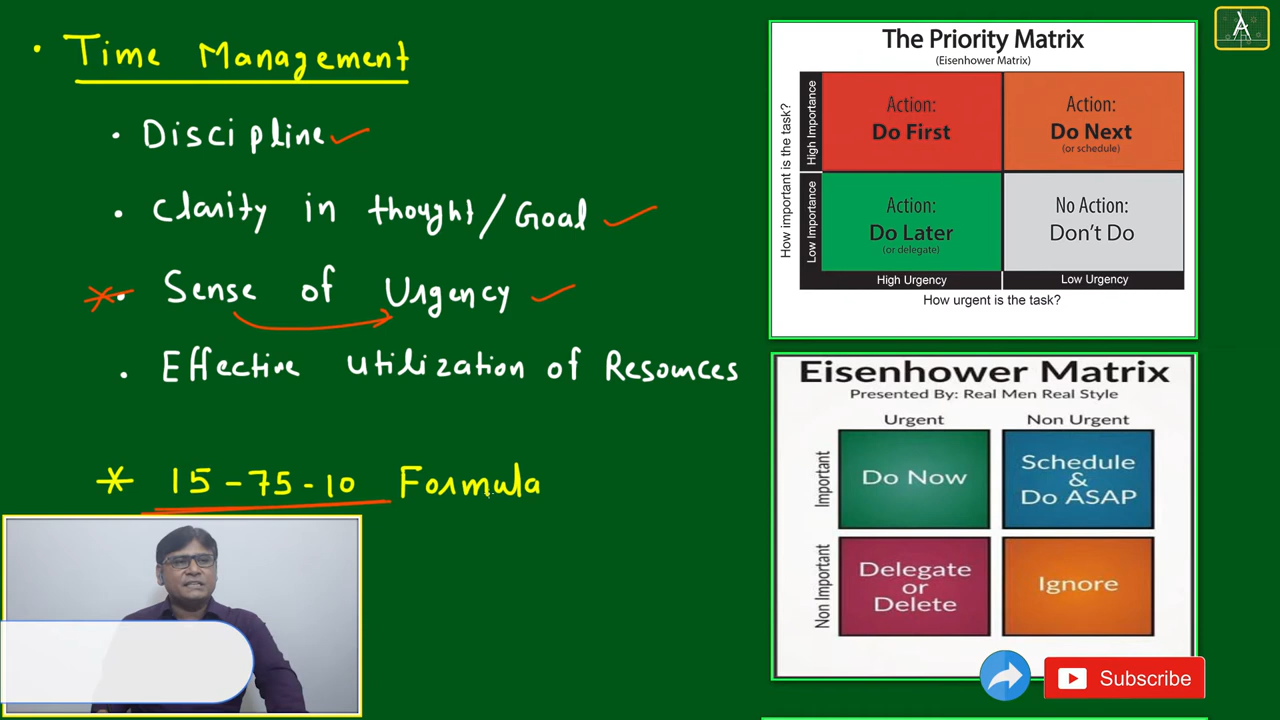 Time Management
Discipline
Clarity in thought/Goal
Sense of Urgency
Effective Utilization of Resources
* 15-75-10 Formula
The Priority Matrix
(Eisenhower Matrix)
How important is the task?
High Importance
Low Importance
Action:
Do First
Action:
Do Next
(or schedule)
Action:
Do Later
(or delegate)
No Action:
Don't Do
High Urgency
Low Urgency
How urgent is the task?
Eisenhower Matrix
Presented By: Real Men Real Style
Urgent
Non Urgent
Important
Do Now
Schedule
&
Do ASAP
Non Important
Delegate
or
Delete
Ignore
Subscribe